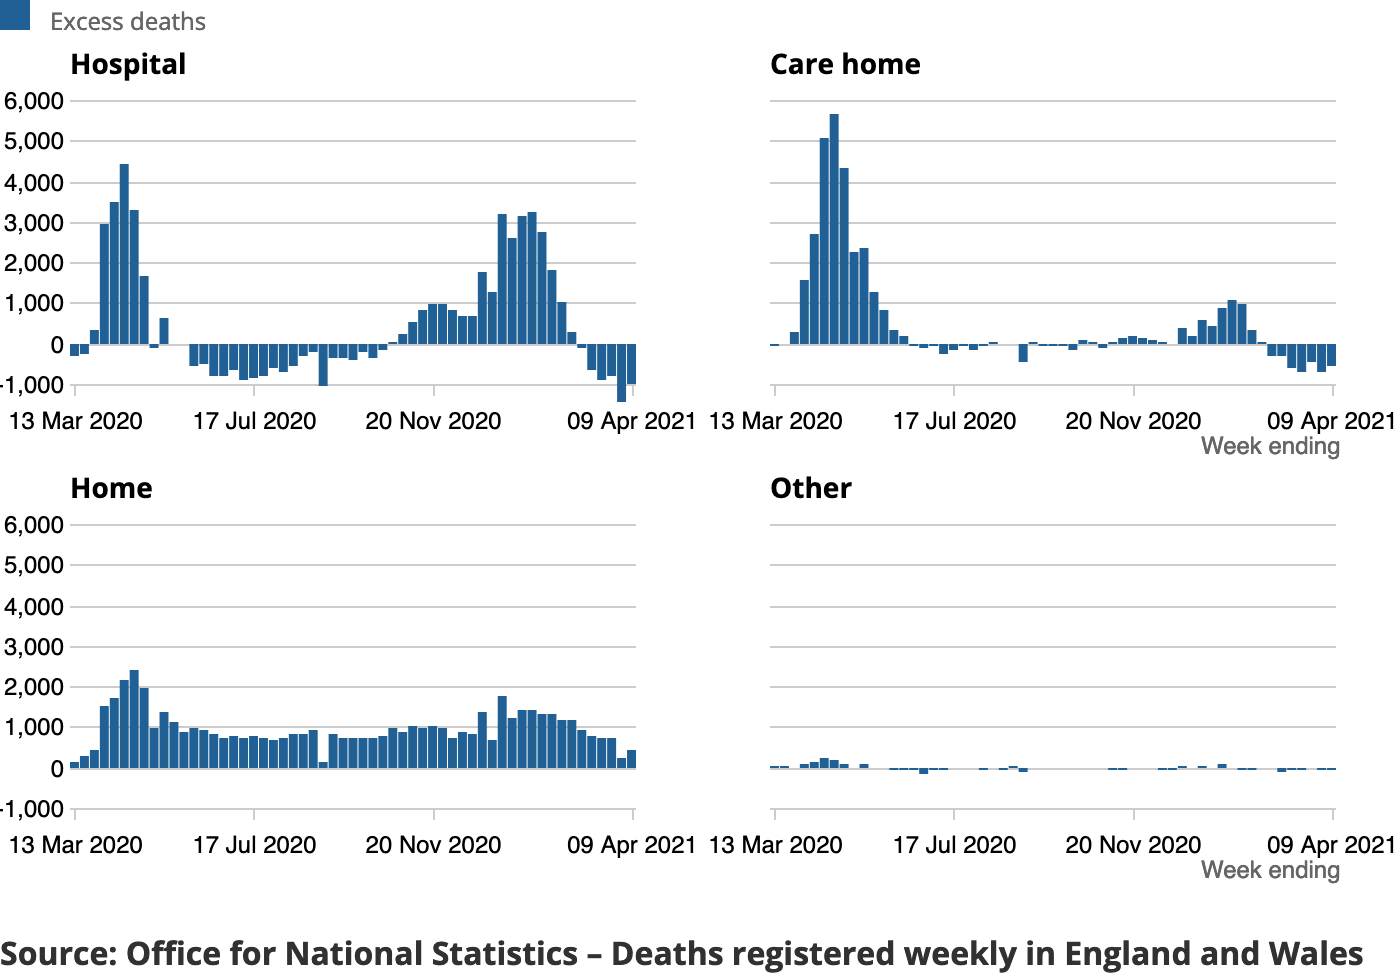 Excess deaths
Hospital
6,000
5,000
4,000
3,000
2,000
1,000
0
-1,000
13 Mar 2020 17 Jul 2020 20 Nov 2020 09 Apr 2021
Care home
13 Mar 2020 17 Jul 2020 20 Nov 2020 09 Apr 2021
Week ending
Home
6,000
5,000
4,000
3,000
2,000
1,000
0
-1,000
13 Mar 2020 17 Jul 2020 20 Nov 2020 09 Apr 2021
Other
13 Mar 2020 17 Jul 2020 20 Nov 2020 09 Apr 2021
Week ending
Source: Office for National Statistics – Deaths registered weekly in England and Wales